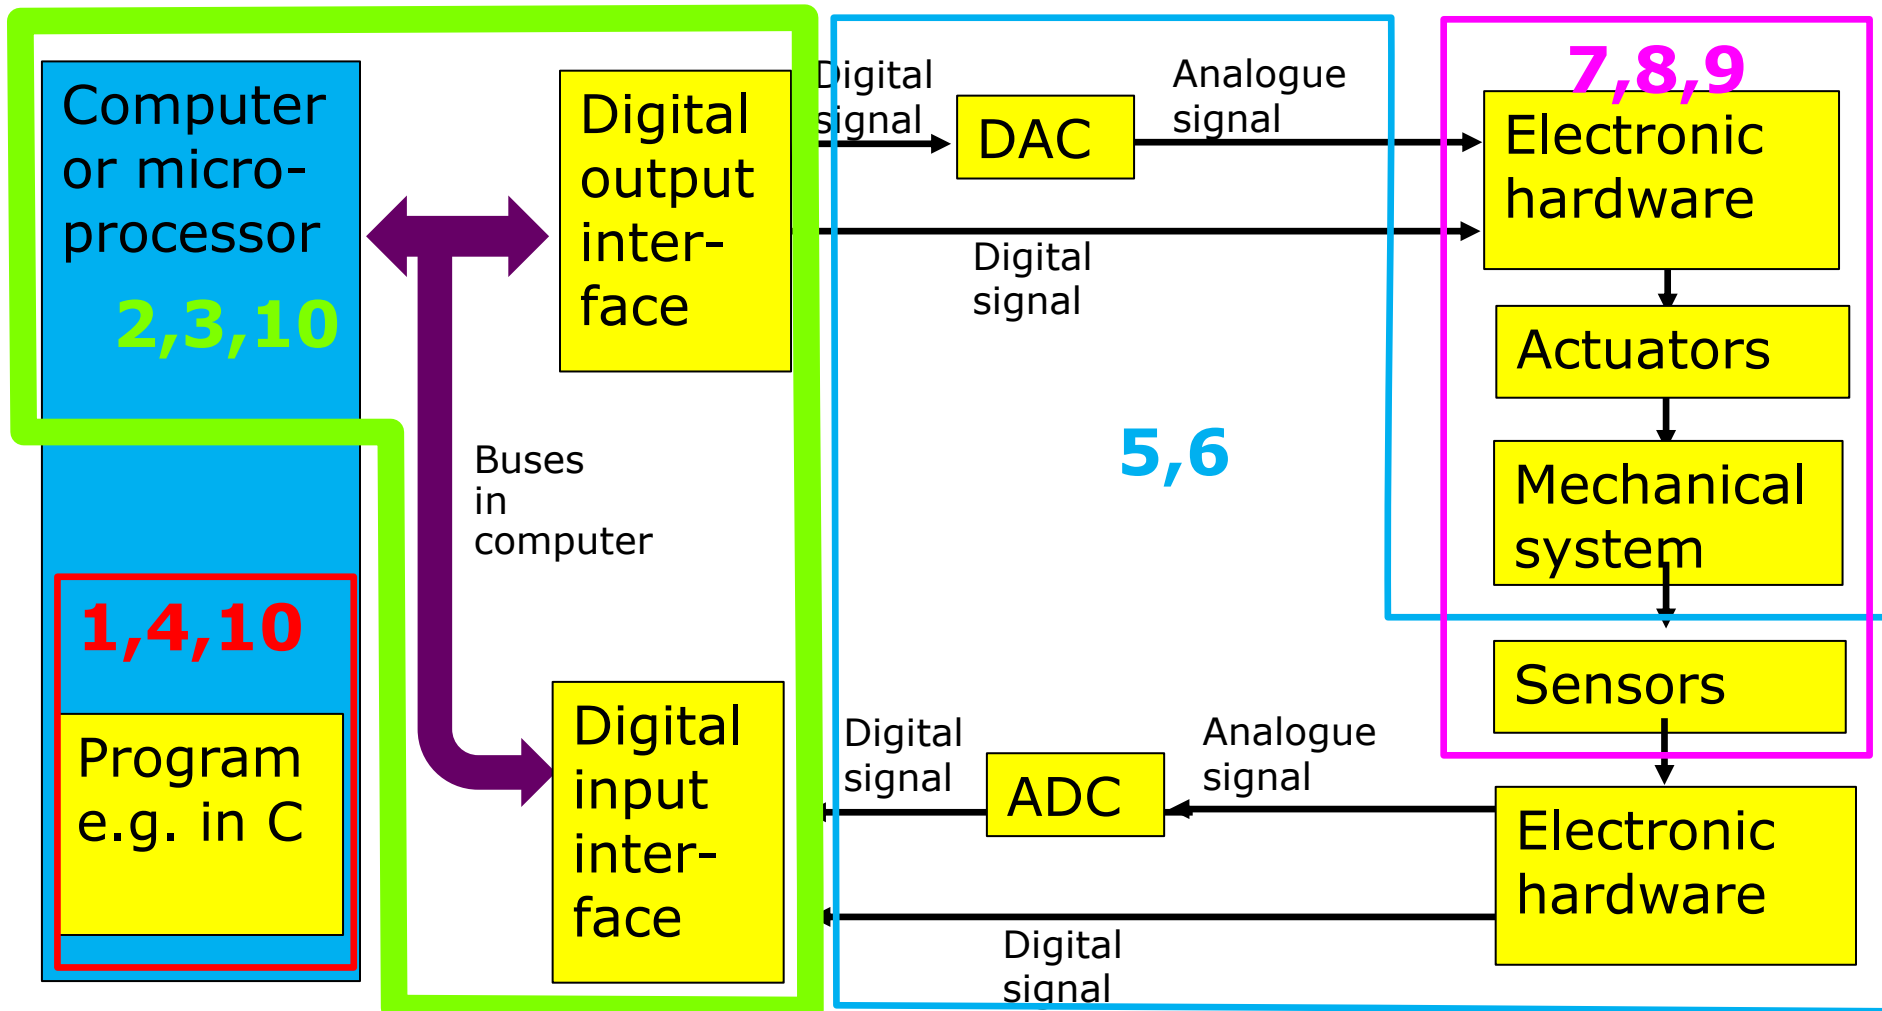 Computer
or micro-
processor
2,3,10
1,4,10
Program
e.g. in C
Buses
in
computer
Digital
output
inter-
face
Digital
input
inter-
face
Digital
signal
DAC
Analogue
signal
Digital
signal
5,6
7,8,9
Electronic
hardware
Actuators
Mechanical
system
Sensors
Electronic
hardware
Analogue
signal
ADC
Digital
signal
Digital
signal